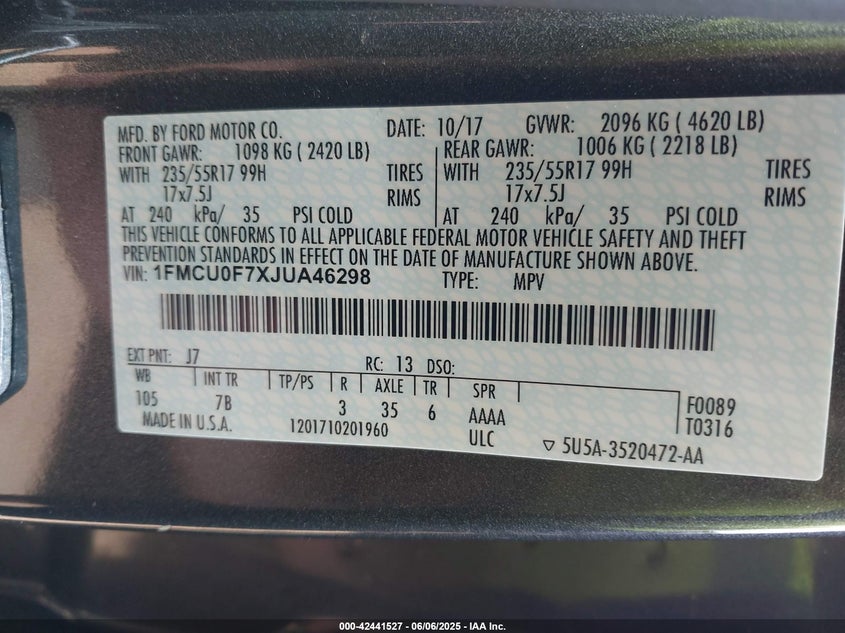 MFD. BY FORD MOTOR CO. DATE: 10/17 GVWR: 2096 KG ( 4620 LB)
FRONT GAWR: 1098 KG ( 2420 LB) REAR GAWR: 1006 KG ( 2218 LB)
WITH 235/55R17 99H TIRES WITH 235/55R17 99H TIRES
17x7.5J RIMS 17x7.5J RIMS
AT 240 kPa/ 35 PSI COLD AT 240 kPa/ 35 PSI COLD
THIS VEHICLE CONFORMS TO ALL APPLICABLE FEDERAL MOTOR VEHICLE SAFETY AND THEFT
PREVENTION STANDARDS IN EFFECT ON THE DATE OF MANUFACTURE SHOWN ABOVE.
VIN: 1FMCU0F7XJUA46298 TYPE: MPV
EXT PNT: J7 RC: 13 DSO:
WB INT TR TP/PS R AXLE TR SPR
105 7B 3 35 6 AAAA F0089
MADE IN U.S.A. 1201710201960 ULC T0316
▽ 5U5A-3520472-AA
000-42441527 - 06/06/2025 - IAA Inc.